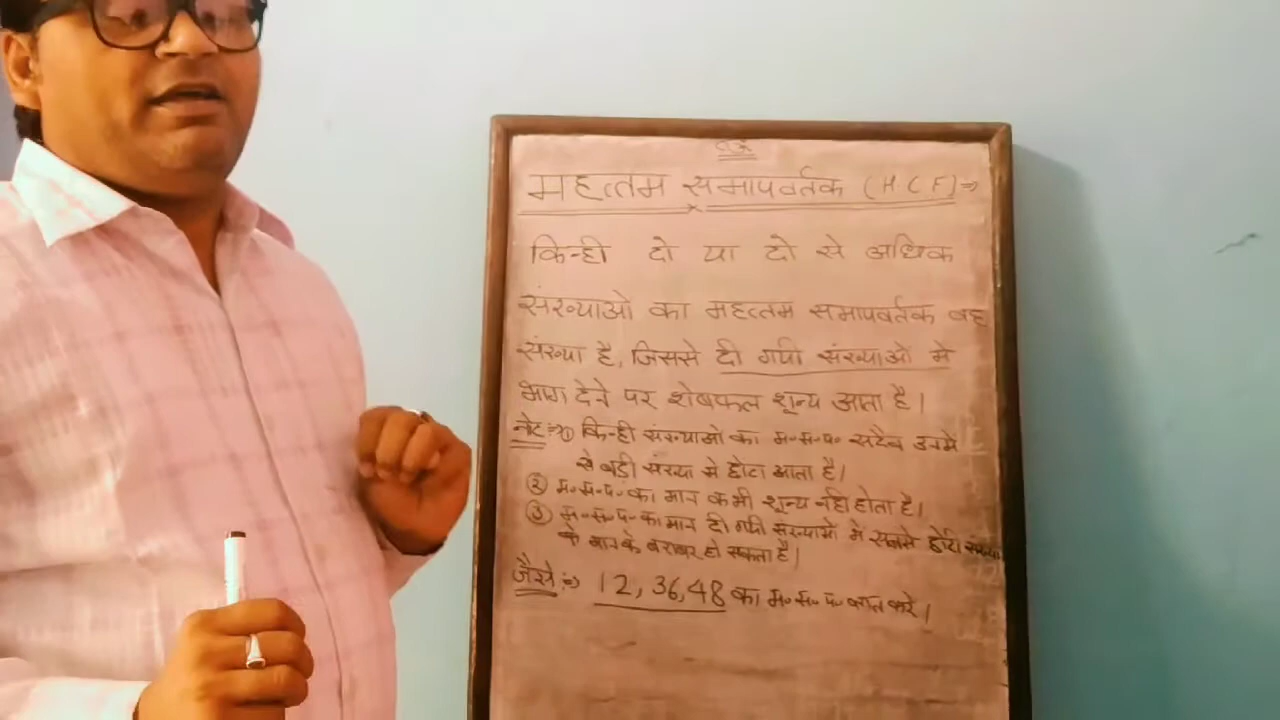 महत्तम समापवर्तक (HCF) ⇒
किन्ही दो या दो से अधिक
संख्याओ का महत्तम समापवर्तक वह
संख्या है, जिससे दी गयी संख्याओ मे
भाग देने पर शेषफल शून्य आता है।
नोट ⇒① किन्ही संख्याओ का म०स०प० सदैव उनमे
से बडी संख्या से छोटा आता है।
② म०स०प० का मान कभी शून्य नही होता है।
③ म०स०प० का मान दी गयी संख्याओ मे सबसे छोटी संख्या
के मान के बराबर हो सकता है।
जैसे:⇒ 12, 36, 48 का म०स०प० ज्ञात करे।